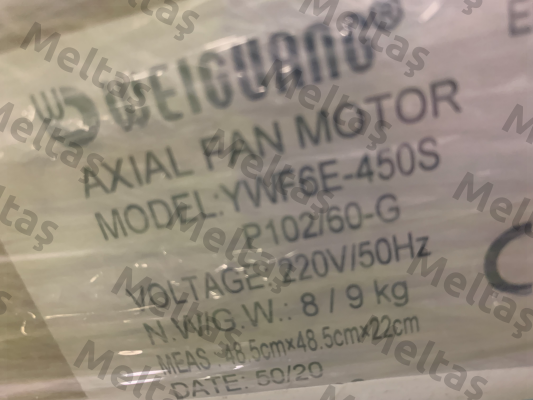 WEIGUANG®
AXIAL FAN MOTOR
MODEL:YWF6E-450S
P102/60-G
VOLTAGE: 220V/50Hz
N.W/G.W.: 8 / 9 kg
MEAS : 48.5cm×48.5cm×22cm
DATE: 50/20
Meltaş